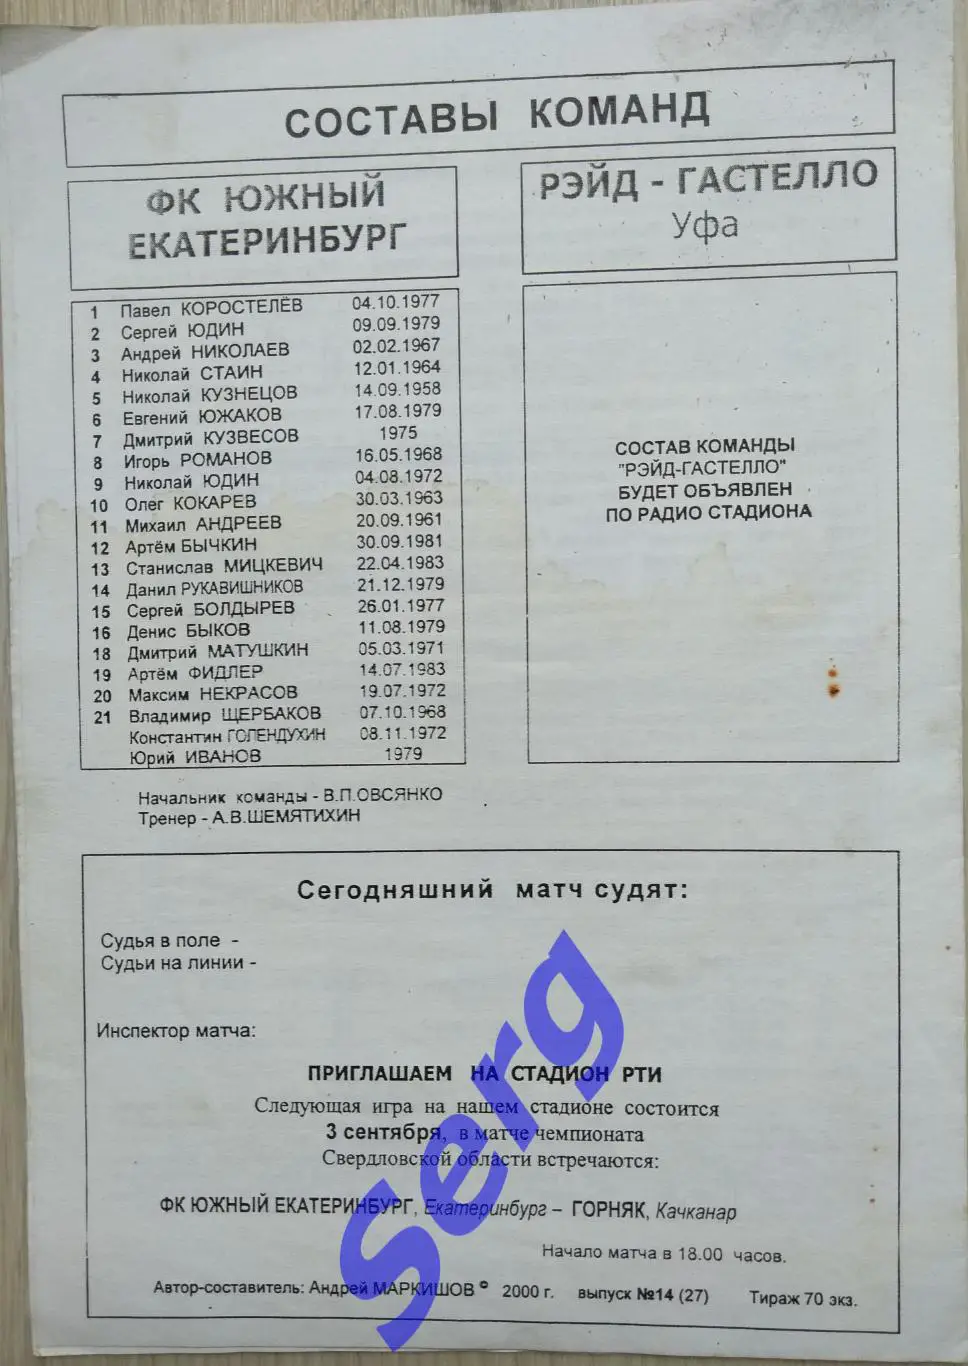 СОСТАВЫ КОМАНД
ФК ЮЖНЫЙ
ЕКАТЕРИНБУРГ
РЭЙД - ГАСТЕЛЛО
Уфа
1 Павел КОРОСТЕЛЁВ 04.10.1977
2 Сергей ЮДИН 09.09.1979
3 Андрей НИКОЛАЕВ 02.02.1967
4 Николай СТАИН 12.01.1964
5 Николай КУЗНЕЦОВ 14.09.1958
6 Евгений ЮЖАКОВ 17.08.1979
7 Дмитрий КУЗВЕСОВ 1975
8 Игорь РОМАНОВ 16.05.1968
9 Николай ЮДИН 04.08.1972
10 Олег КОКАРЕВ 30.03.1963
11 Михаил АНДРЕЕВ 20.09.1961
12 Артём БЫЧКИН 30.09.1981
13 Станислав МИЦКЕВИЧ 22.04.1983
14 Данил РУКАВИШНИКОВ 21.12.1979
15 Сергей БОЛДЫРЕВ 26.01.1977
16 Денис БЫКОВ 11.08.1979
18 Дмитрий МАТУШКИН 05.03.1971
19 Артём ФИДЛЕР 14.07.1983
20 Максим НЕКРАСОВ 19.07.1972
21 Владимир ЩЕРБАКОВ 07.10.1968
Константин ГОЛЕНДУХИН 08.11.1972
Юрий ИВАНОВ 1979
СОСТАВ КОМАНДЫ
"РЭЙД-ГАСТЕЛЛО"
БУДЕТ ОБЪЯВЛЕН
ПО РАДИО СТАДИОНА
Начальник команды - В.П.ОВСЯНКО
Тренер - А.В.ШЕМЯТИХИН
Сегодняшний матч судят:
Судья в поле -
Судьи на линии -
Инспектор матча:
ПРИГЛАШАЕМ НА СТАДИОН РТИ
Следующая игра на нашем стадионе состоится
3 сентября, в матче чемпионата
Свердловской области встречаются:
ФК ЮЖНЫЙ ЕКАТЕРИНБУРГ, Екатеринбург – ГОРНЯК, Качканар
Начало матча в 18.00 часов.
Автор-составитель: Андрей МАРКИШОВ © 2000 г. выпуск №14 (27) Тираж 70 экз.
Serg